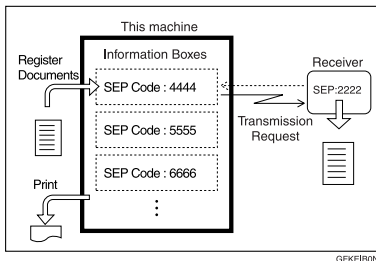 This machine
Information Boxes
Register
Documents
SEP Code : 4444
SEP Code : 5555
SEP Code : 6666
Print
Receiver
SEP:2222
Transmission
Request